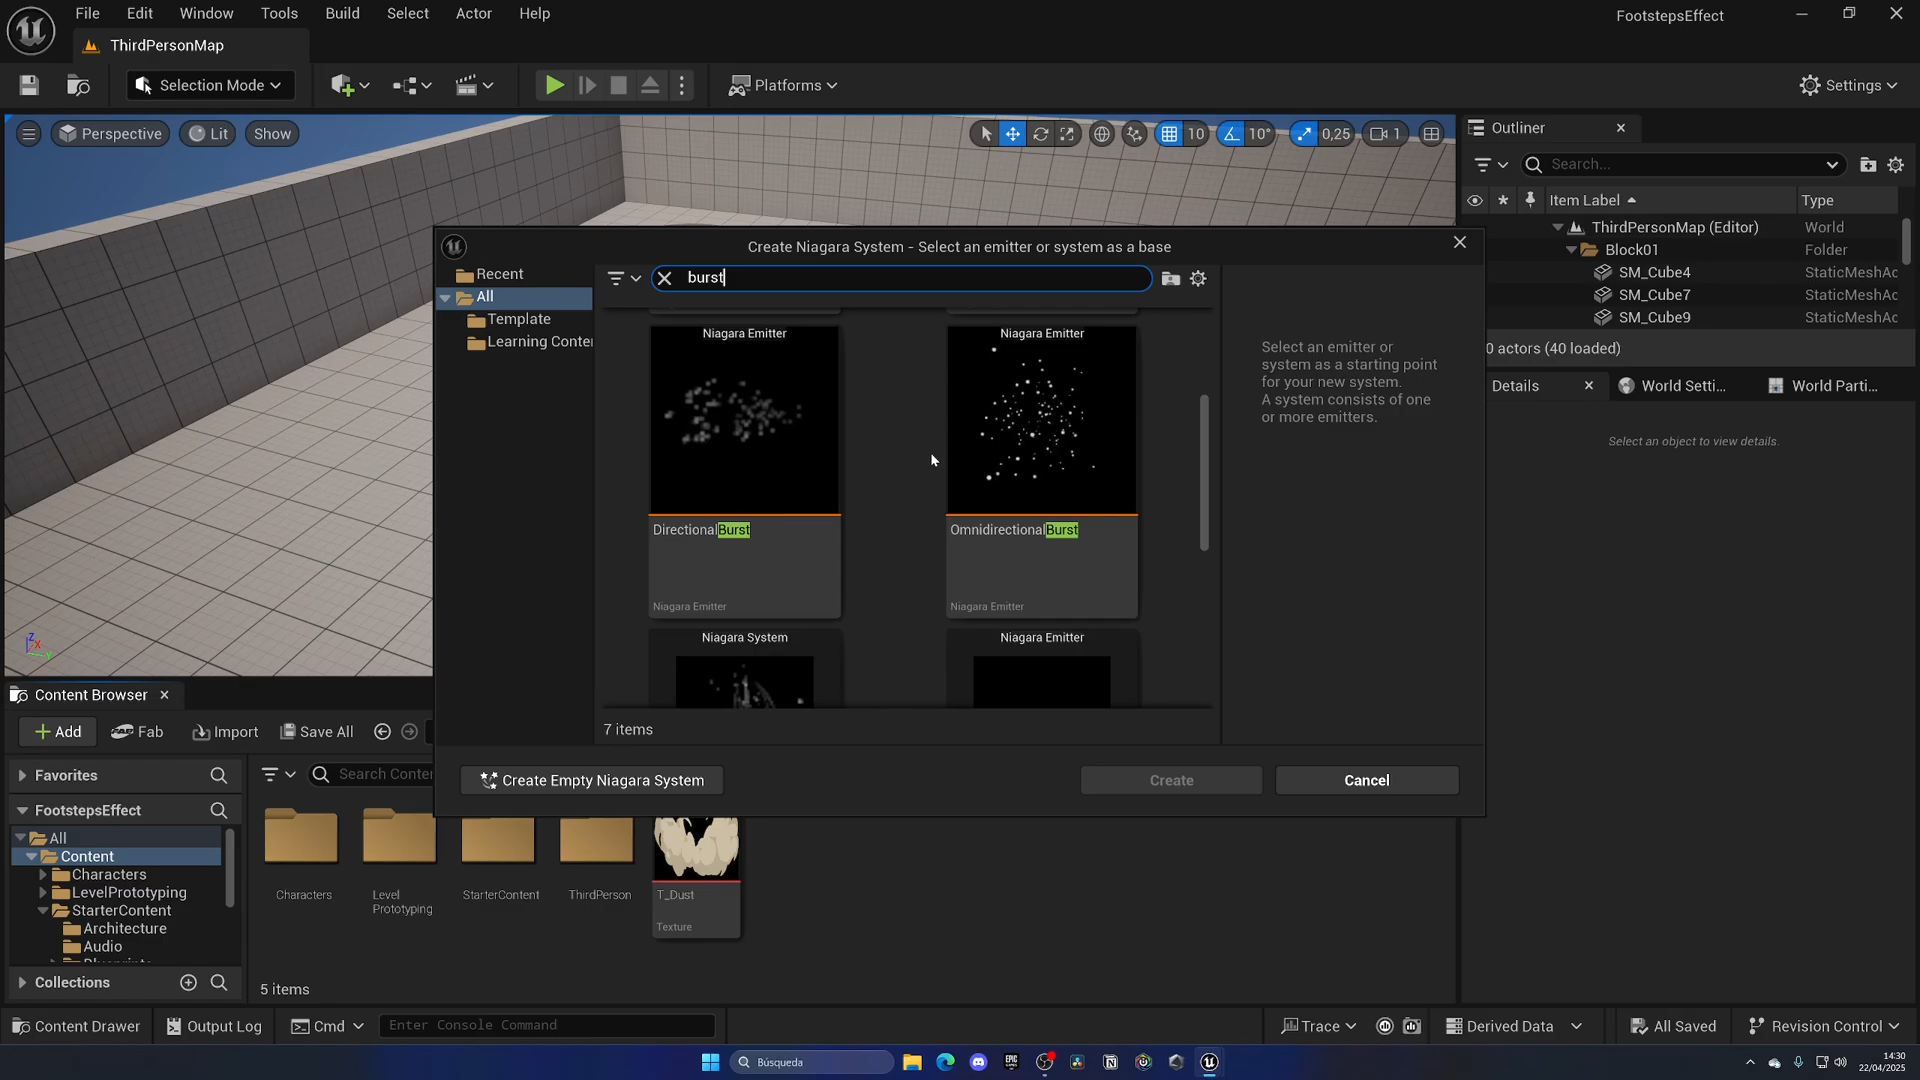 File
Edit
Window
Tools
Build
Select
Actor
Help
FootstepsEffect
ThirdPersonMap
Selection Mode
Platforms
Settings
Perspective
Lit
Show
10
10°
0,25
1
Outliner
Search...
Item Label
Type
ThirdPersonMap (Editor)
World
Block01
Folder
SM_Cube4
StaticMeshAc
SM_Cube7
StaticMeshAc
SM_Cube9
StaticMeshAc
0 actors (40 loaded)
Details
World Setti...
World Parti...
Select an object to view details.
Create Niagara System - Select an emitter or system as a base
Recent
All
Template
Learning Conte
burst
Niagara Emitter
Niagara Emitter
DirectionalBurst
OmnidirectionalBurst
Niagara Emitter
Niagara Emitter
Niagara System
Niagara Emitter
7 items
Select an emitter or
system as a starting point
for your new system.
A system consists of one
or more emitters.
Create Empty Niagara System
Create
Cancel
Content Browser
Add
Fab
Import
Save All
Favorites
Search Conte
FootstepsEffect
All
Content
Characters
LevelPrototyping
StarterContent
Architecture
Audio
Collections
Characters
Level
Prototyping
StarterContent
ThirdPerson
T_Dust
Texture
5 items
Content Drawer
Output Log
Cmd
Enter Console Command
Trace
Derived Data
All Saved
Revision Control
Búsqueda
EPIC
14:30
22/04/2025
Z
X
Y